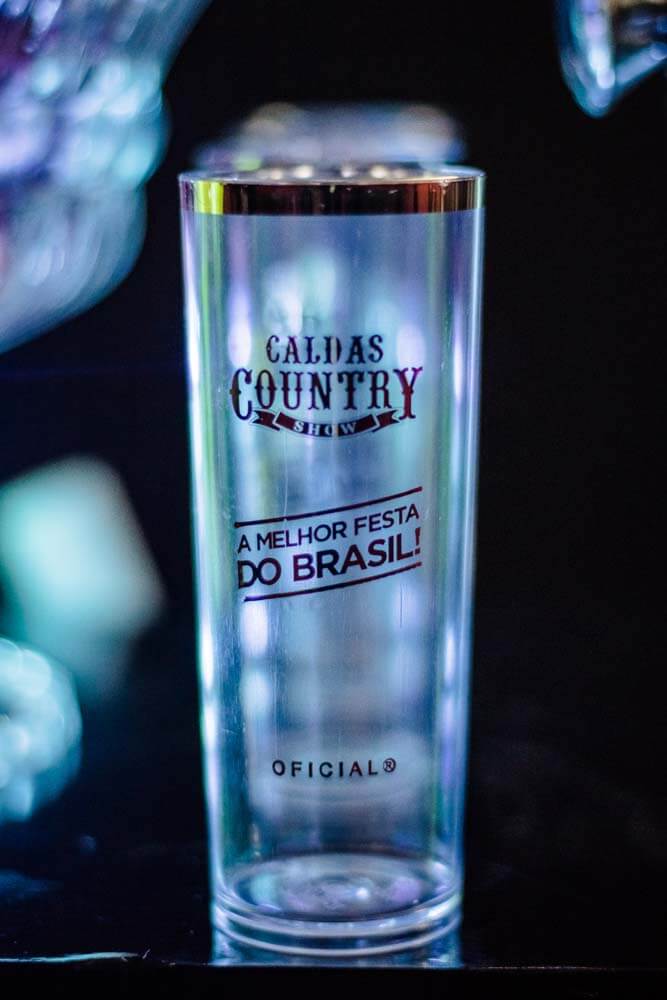 CALDAS
COUNTRY
SHOW
A MELHOR FESTA
DO BRASIL!
OFICIAL®